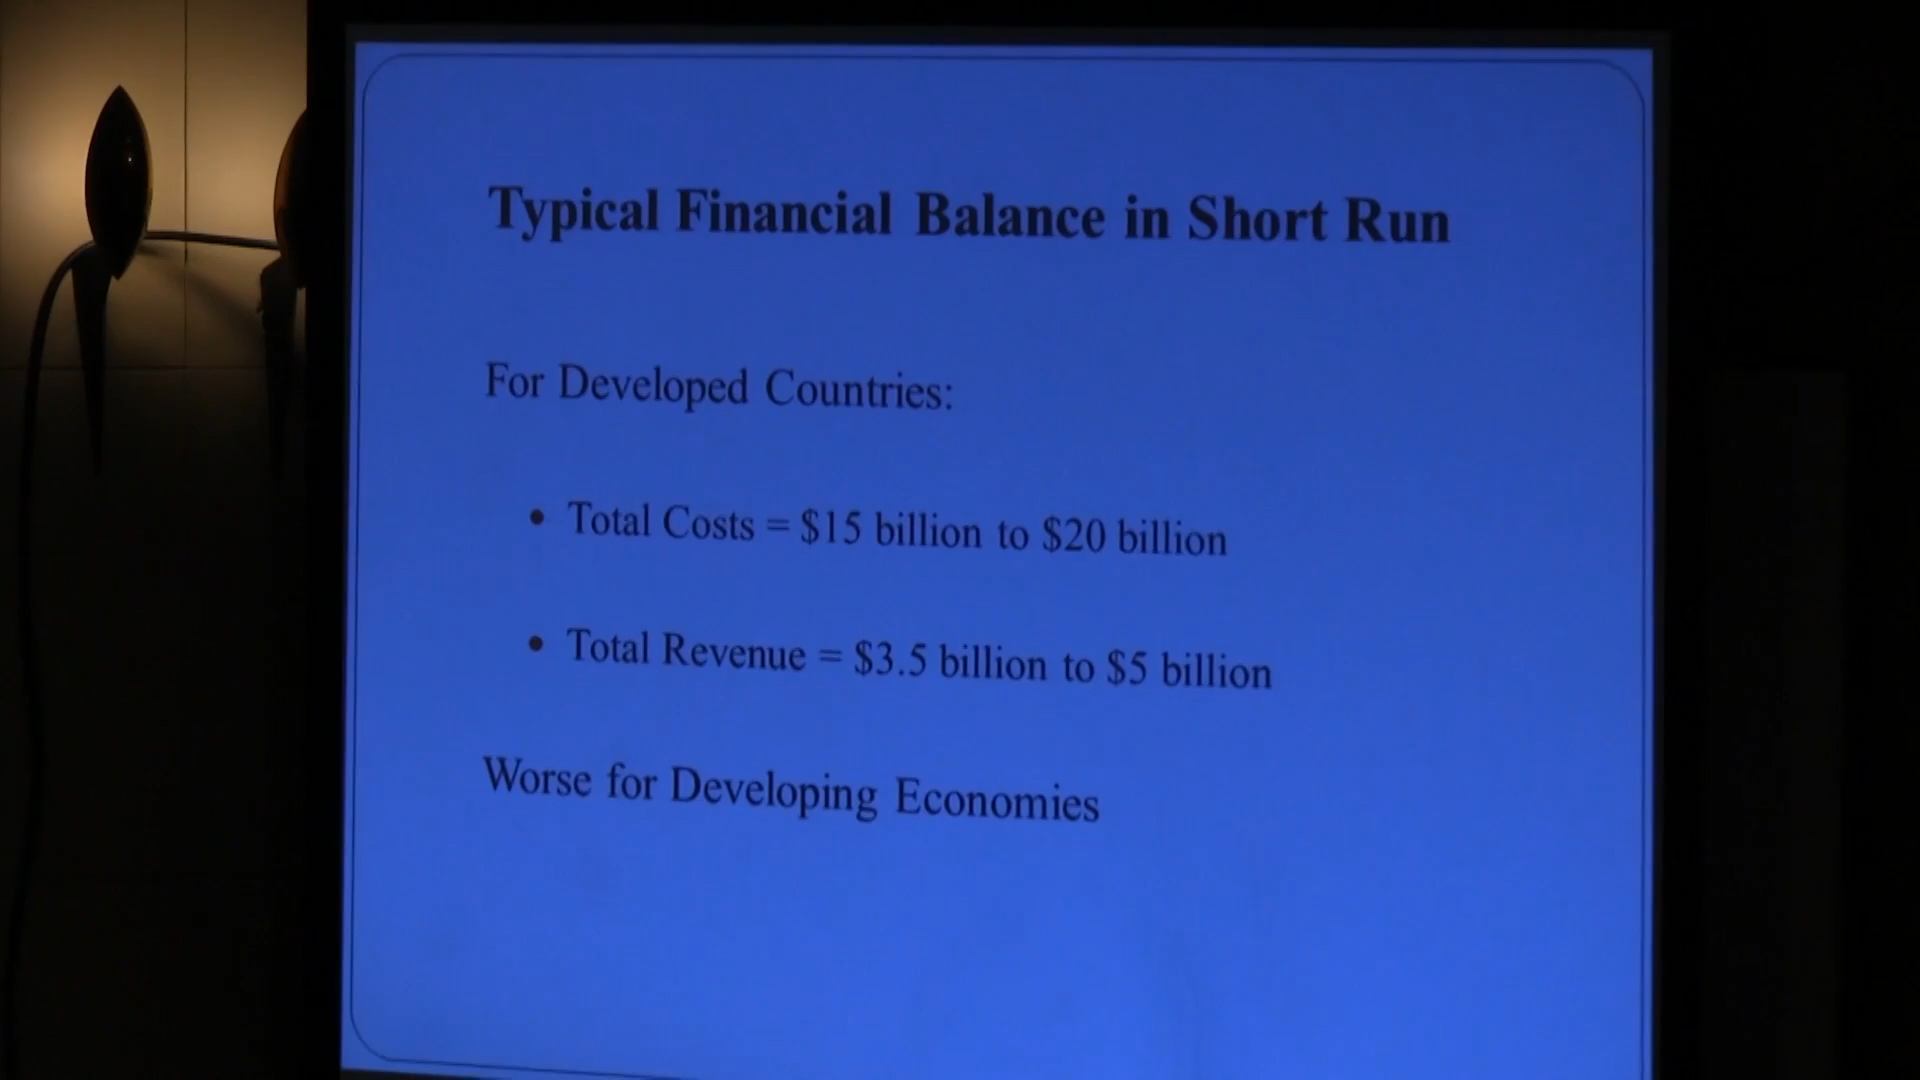 Typical Financial Balance in Short Run
For Developed Countries:
• Total Costs = $15 billion to $20 billion
• Total Revenue = $3.5 billion to $5 billion
Worse for Developing Economies